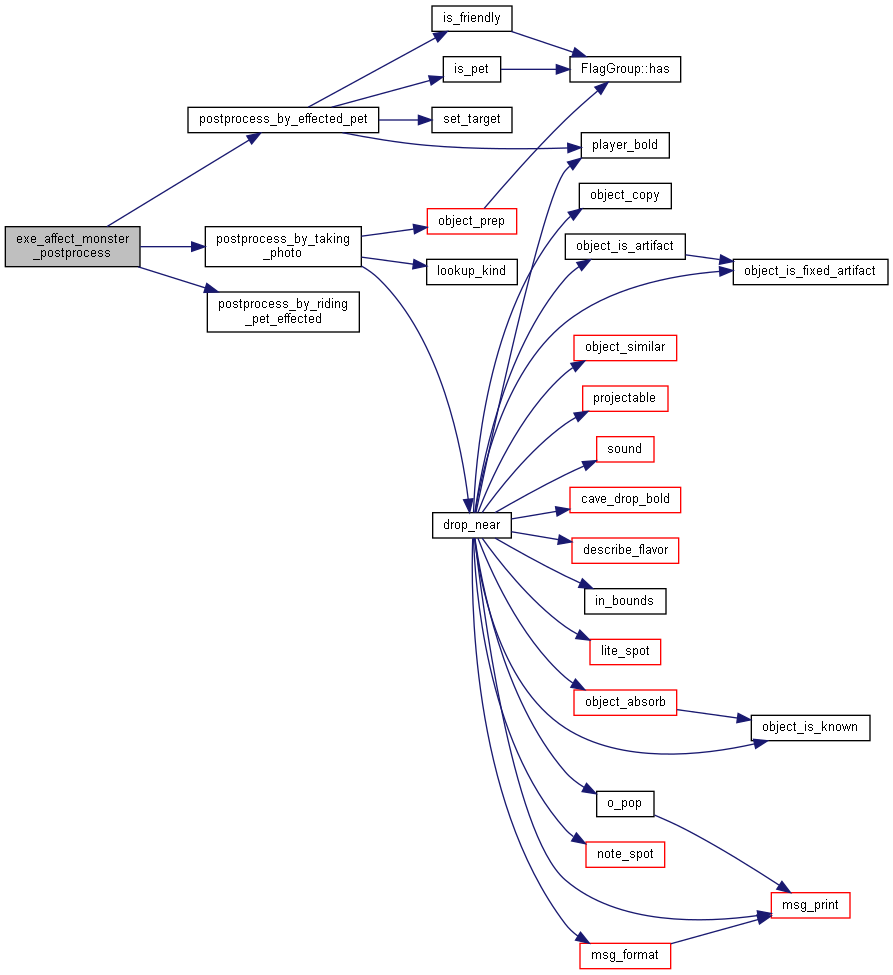 is_friendly
is_pet
FlagGroup::has
postprocess_by_effected_pet
set_target
player_bold
object_copy
object_prep
exe_affect_monster
_postprocess
postprocess_by_taking
_photo
object_is_artifact
lookup_kind
object_is_fixed_artifact
postprocess_by_riding
_pet_effected
object_similar
projectable
sound
cave_drop_bold
drop_near
describe_flavor
in_bounds
lite_spot
object_absorb
object_is_known
o_pop
note_spot
msg_print
msg_format